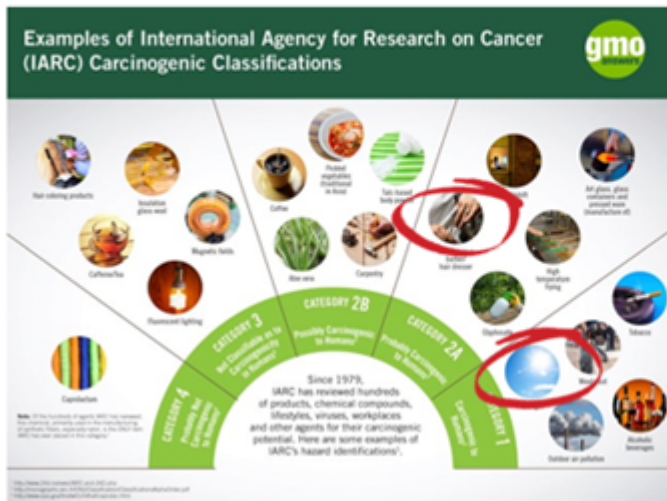 Examples of International Agency for Research on Cancer
(IARC) Carcinogenic Classifications
gmo
answers
Hair coloring products
Insulation
glass wool
Caffeine/Tea
Magnetic fields
Fluorescent lighting
Caprolactam
Coffee
Pickled
vegetables
(traditional
in Asia)
Talc-based
body
Aloe vera
Carpentry
hair dresser
Art glass, glass
containers and
pressed ware
(manufacture of)
High
temperature
frying
Glyphosate
Tobacco
Outdoor air pollution
Alcoholic
beverages
CATEGORY 4
Probably Not
Carcinogenic
to Humans
CATEGORY 3
Not Classifiable as to
Carcinogenicity
to Humans
CATEGORY 2B
Possibly Carcinogenic
to Humans
CATEGORY 2A
Probably Carcinogenic
to Humans
CATEGORY 1
Carcinogenic
to Humans
Since 1979,
IARC has reviewed hundreds
of products, chemical compounds,
lifestyles, viruses, workplaces
and other agents for their carcinogenic
potential. Here are some examples of
IARC's hazard identifications¹.